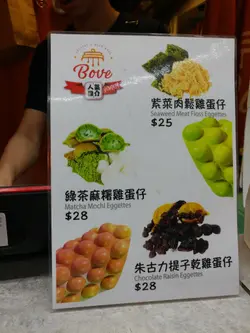 Bove
人氣
推介
紫菜肉鬆雞蛋仔
Seaweed Meat Floss Eggettes
$25
綠茶麻糬雞蛋仔
Matcha Mochi Eggettes
$28
朱古力提子乾雞蛋仔
Chocolate Raisin Eggettes
$28